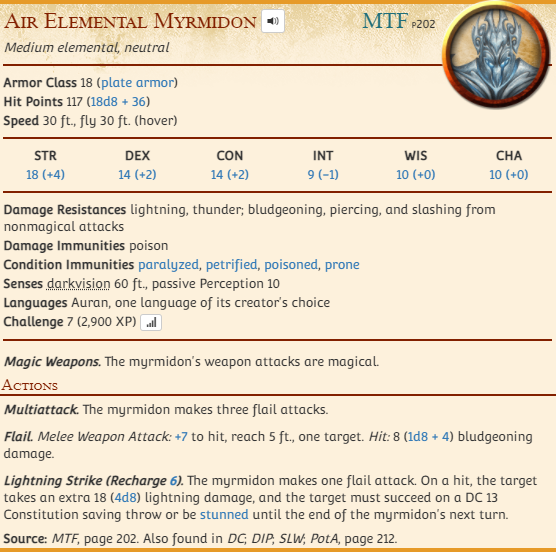 Air Elemental Myrmidon MTF p202
Medium elemental, neutral
Armor Class 18 (plate armor)
Hit Points 117 (18d8 + 36)
Speed 30 ft., fly 30 ft. (hover)
STR DEX CON INT WIS CHA
18 (+4) 14 (+2) 14 (+2) 9 (−1) 10 (+0) 10 (+0)
Damage Resistances lightning, thunder; bludgeoning, piercing, and slashing from
nonmagical attacks
Damage Immunities poison
Condition Immunities paralyzed, petrified, poisoned, prone
Senses darkvision 60 ft., passive Perception 10
Languages Auran, one language of its creator's choice
Challenge 7 (2,900 XP)
Magic Weapons. The myrmidon's weapon attacks are magical.
Actions
Multiattack. The myrmidon makes three flail attacks.
Flail. Melee Weapon Attack: +7 to hit, reach 5 ft., one target. Hit: 8 (1d8 + 4) bludgeoning
damage.
Lightning Strike (Recharge 6). The myrmidon makes one flail attack. On a hit, the target
takes an extra 18 (4d8) lightning damage, and the target must succeed on a DC 13
Constitution saving throw or be stunned until the end of the myrmidon's next turn.
Source: MTF, page 202. Also found in DC; DIP; SLW; PotA, page 212.